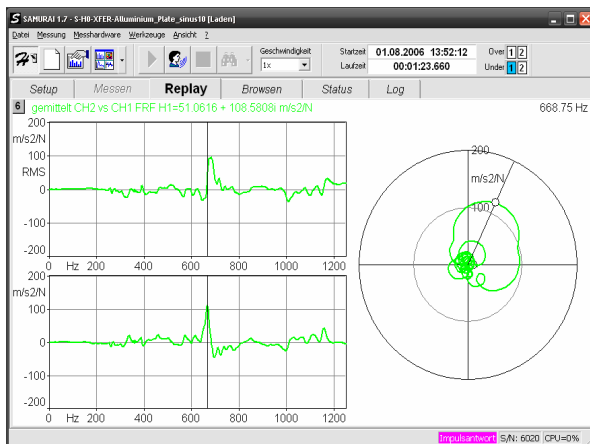 SAMURAI 1.7 - S-H0-XFER-Alluminium_Plate_sinus10 [Laden]
Datei Messung Messhardware Werkzeuge Ansicht ?
Geschwindigkeit
1x
Startzeit 01.08.2006 13:52:12
Laufzeit 00:01:23.660
Over 1 2
Under 1 2
Setup Messen Replay Browsen Status Log
6 gemittelt CH2 vs CH1 FRF H1=51.0616 + 108.5808i m/s2/N 668.75 Hz
200
m/s2/N
100
RMS
0
-100
-200
0 Hz 200 400 600 800 1000 1200
200
m/s2/N
100
0
-100
-200
0 Hz 200 400 600 800 1000 1200
200
m/s2/N
100
Impulsantwort S/N: 6020 CPU=0%